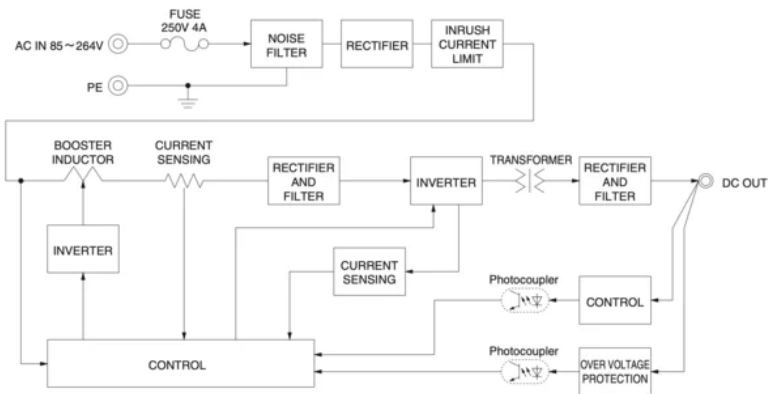 FUSE
250V 4A
AC IN 85~264V
NOISE
FILTER
RECTIFIER
INRUSH
CURRENT
LIMIT
PE
BOOSTER
INDUCTOR
CURRENT
SENSING
RECTIFIER
AND
FILTER
INVERTER
TRANSFORMER
RECTIFIER
AND
FILTER
DC OUT
INVERTER
CURRENT
SENSING
Photocoupler
CONTROL
CONTROL
Photocoupler
OVER VOLTAGE
PROTECTION